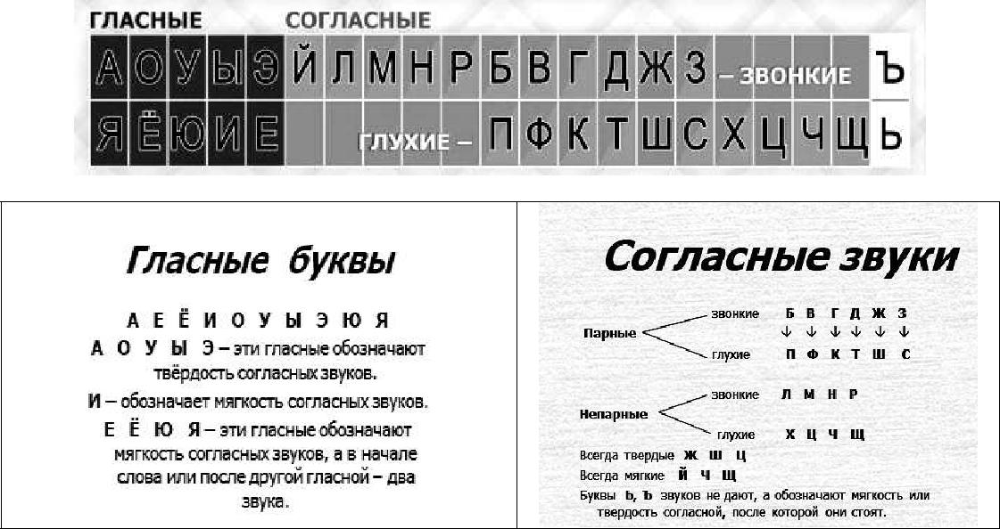 ГЛАСНЫЕ СОГЛАСНЫЕ
А О У Ы Э Й Л М Н Р Б В Г Д Ж З – ЗВОНКИЕ Ъ
Я Ё Ю И Е ГЛУХИЕ – П Ф К Т Ш С Х Ц Ч Щ Ь
Гласные буквы
А Е Ё И О У Ы Э Ю Я
А О У Ы Э – эти гласные обозначают
твёрдость согласных звуков.
И – обозначает мягкость согласных звуков.
Е Ё Ю Я – эти гласные обозначают
мягкость согласных звуков, а в начале
слова или после другой гласной – два
звука.
Согласные звуки
Парные
звонкие Б В Г Д Ж З
↓ ↓ ↓ ↓ ↓ ↓
глухие П Ф К Т Ш С
Непарные
звонкие Л М Н Р
глухие Х Ц Ч Щ
Всегда твердые Ж Ш Ц
Всегда мягкие Й Ч Щ
Буквы Ь, Ъ звуков не дают, а обозначают мягкость или
твердость согласной, после которой они стоят.